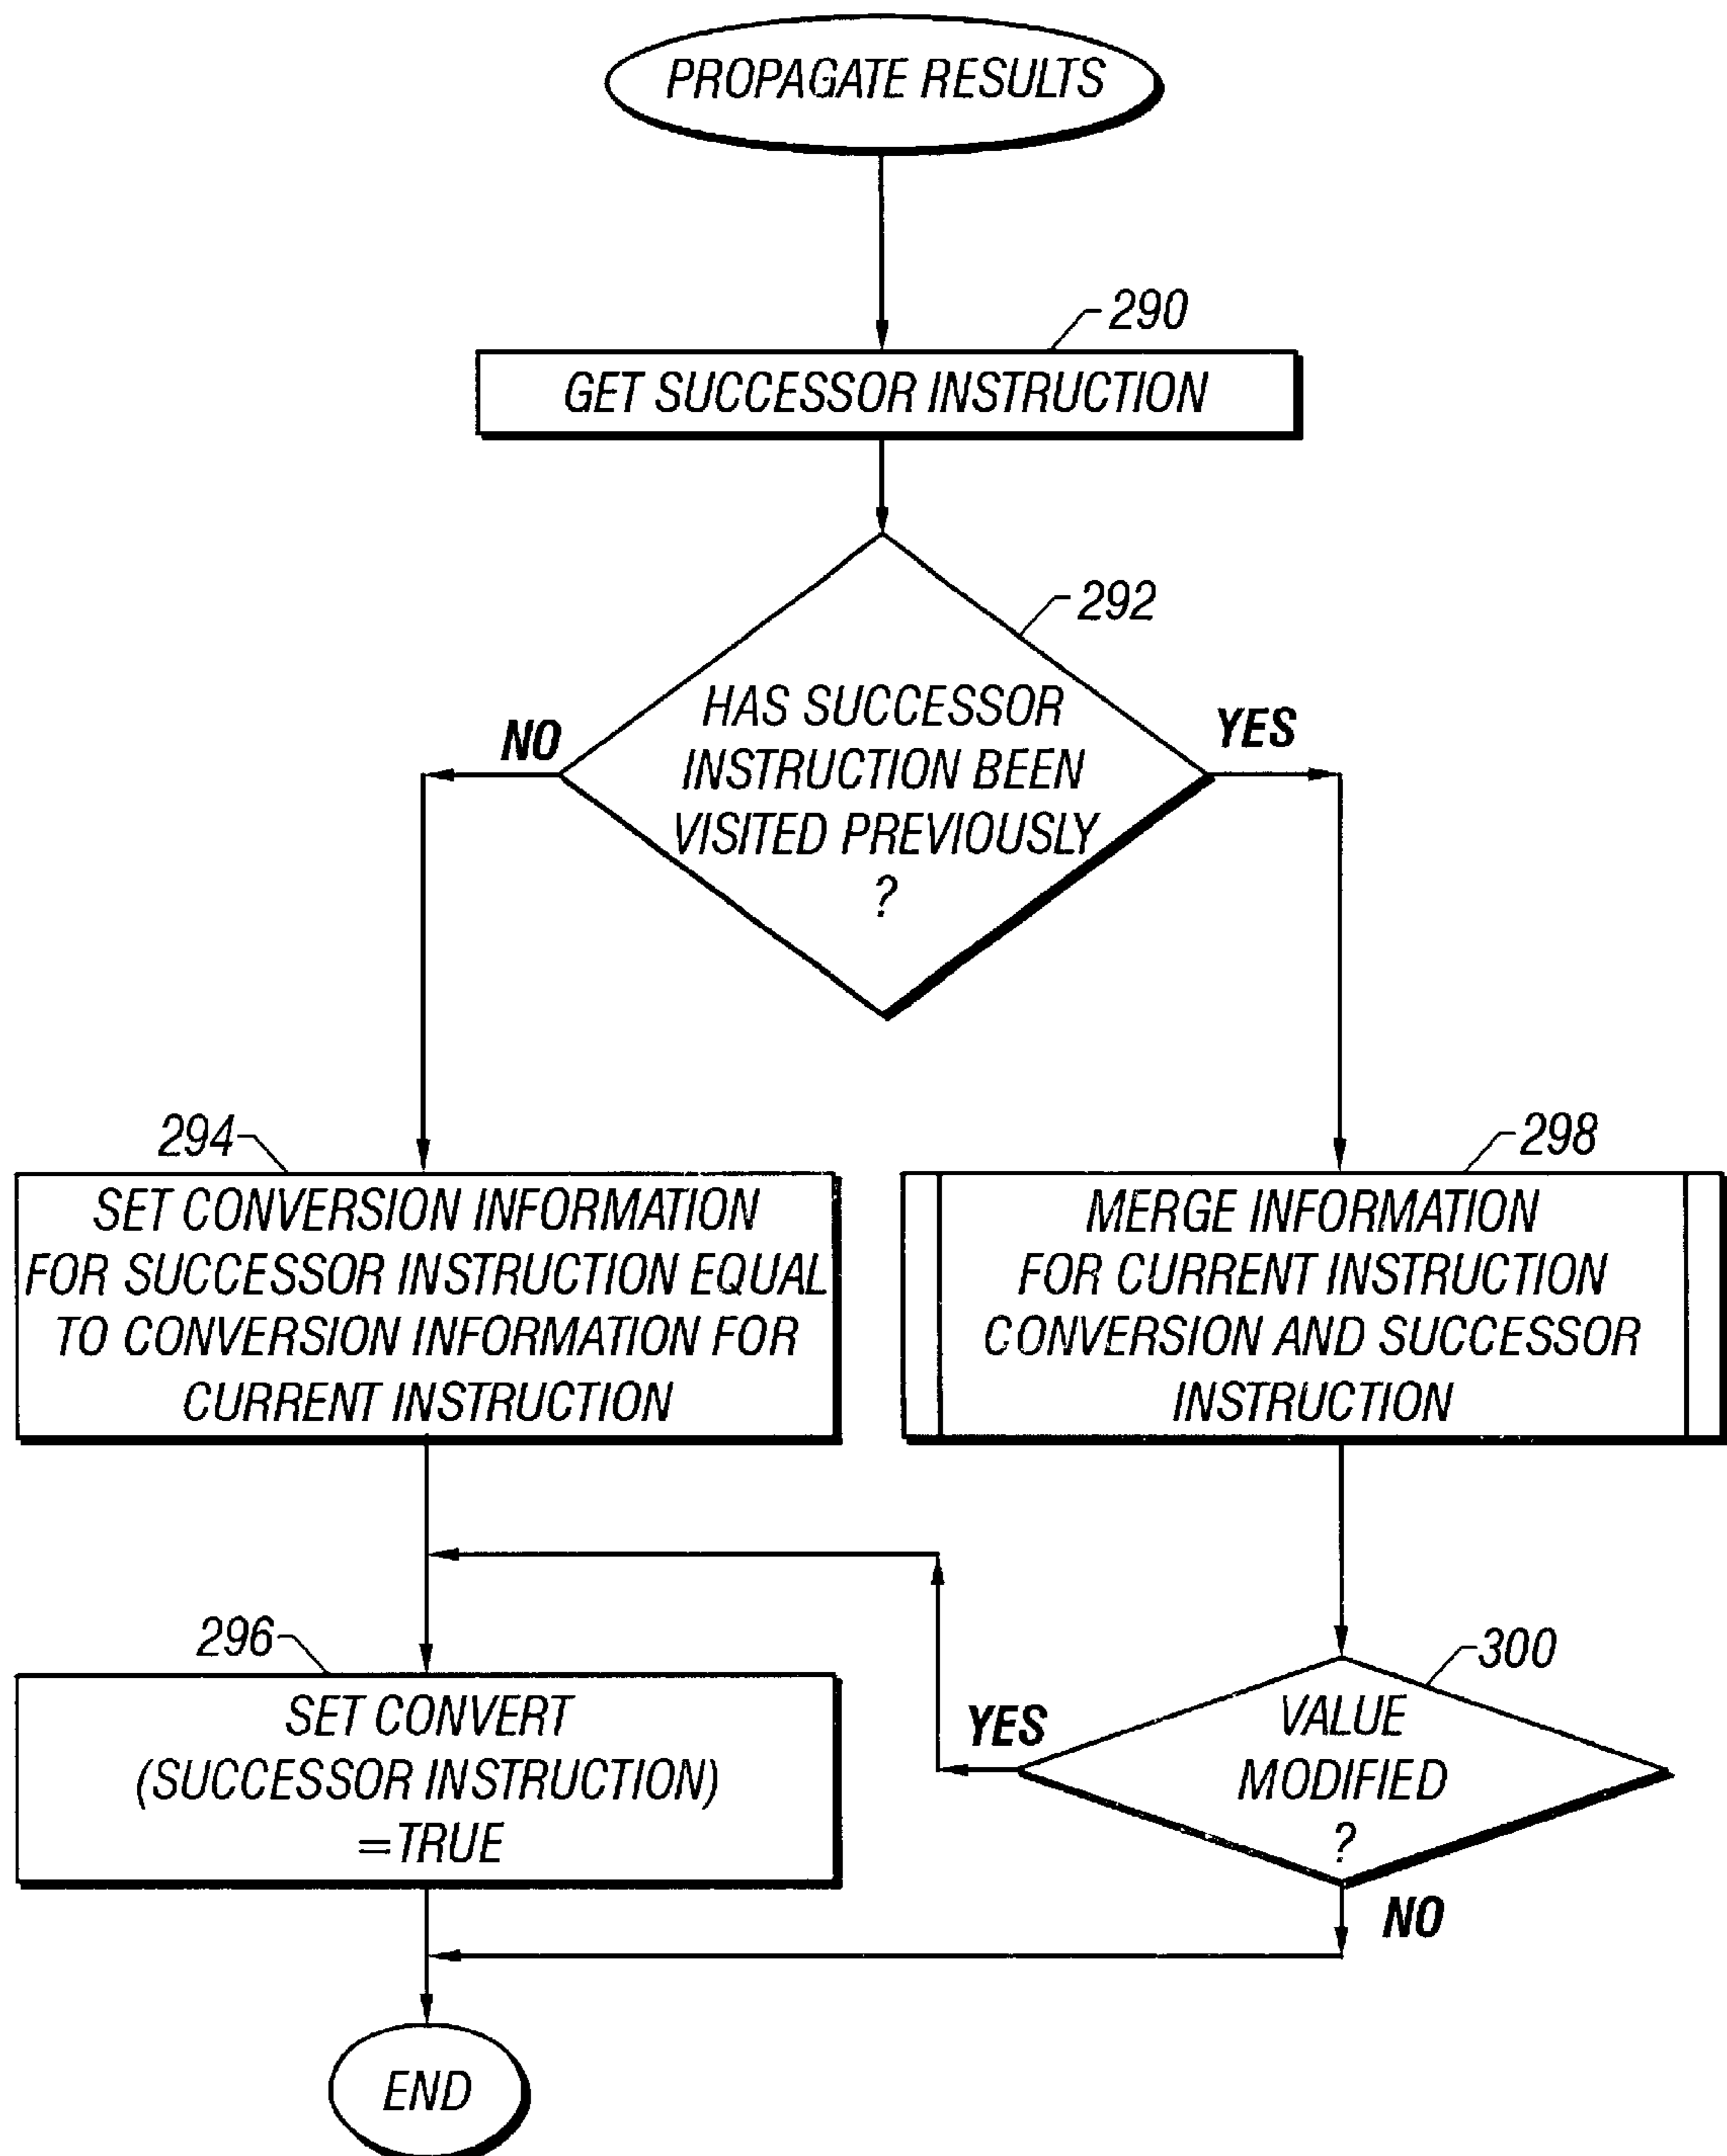 PROPAGATE RESULTS
290
GET SUCCESSOR INSTRUCTION
292
HAS SUCCESSOR
INSTRUCTION BEEN
VISITED PREVIOUSLY
?
NO
YES
294
SET CONVERSION INFORMATION
FOR SUCCESSOR INSTRUCTION EQUAL
TO CONVERSION INFORMATION FOR
CURRENT INSTRUCTION
298
MERGE INFORMATION
FOR CURRENT INSTRUCTION
CONVERSION AND SUCCESSOR
INSTRUCTION
296
SET CONVERT
(SUCCESSOR INSTRUCTION)
=TRUE
300
VALUE
MODIFIED
?
YES
NO
END